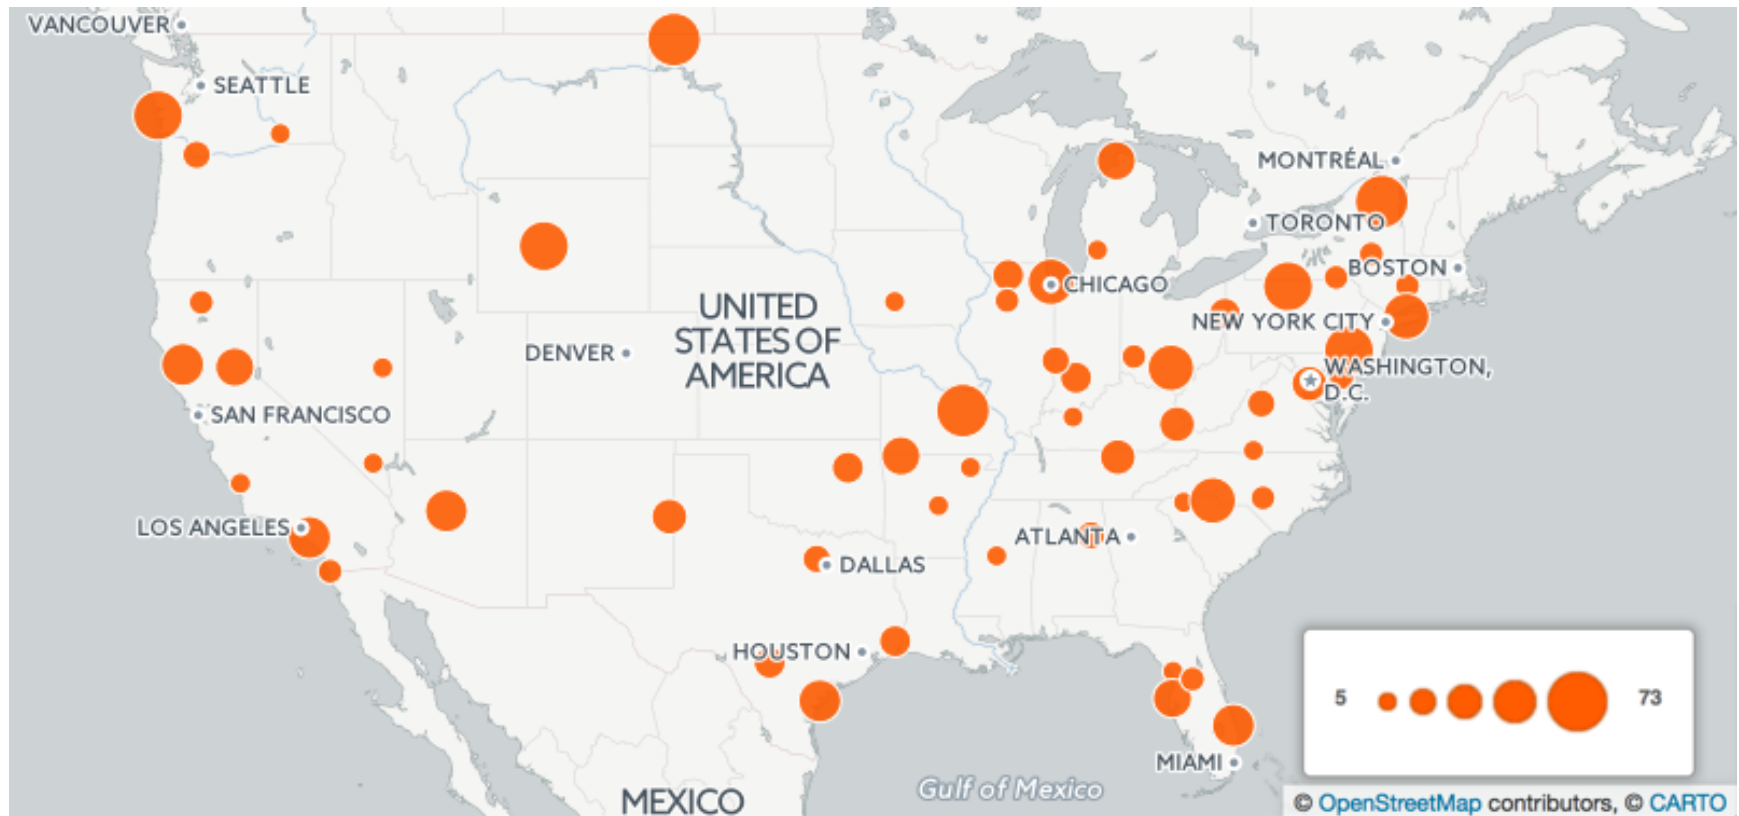 VANCOUVER
SEATTLE
MONTRÉAL
TORONTO
BOSTON
CHICAGO
NEW YORK CITY
UNITED
STATES OF
AMERICA
DENVER
WASHINGTON,
D.C.
SAN FRANCISCO
LOS ANGELES
ATLANTA
DALLAS
HOUSTON
5 73
MIAMI
Gulf of Mexico
MEXICO
© OpenStreetMap contributors, © CARTO